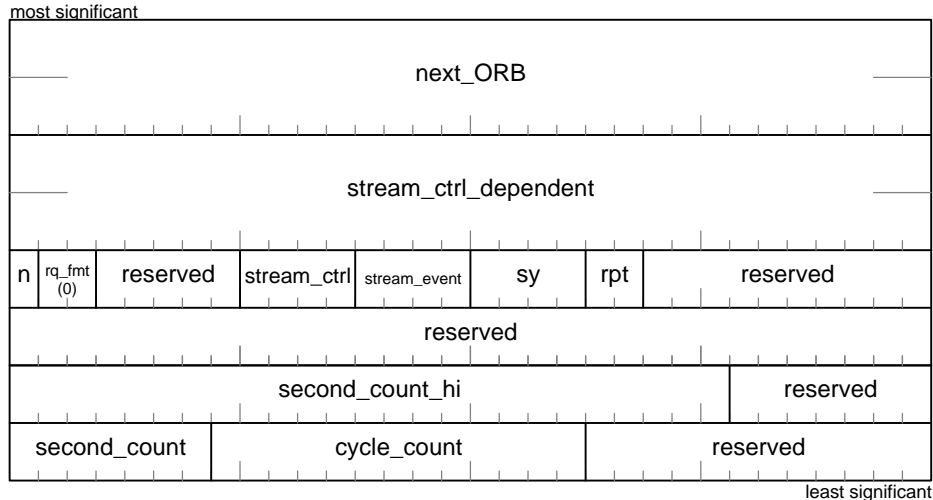 most significant
next_ORB
stream_ctrl_dependent
n rq_fmt (0) reserved stream_ctrl stream_event sy rpt reserved
reserved
second_count_hi reserved
second_count cycle_count reserved
least significant